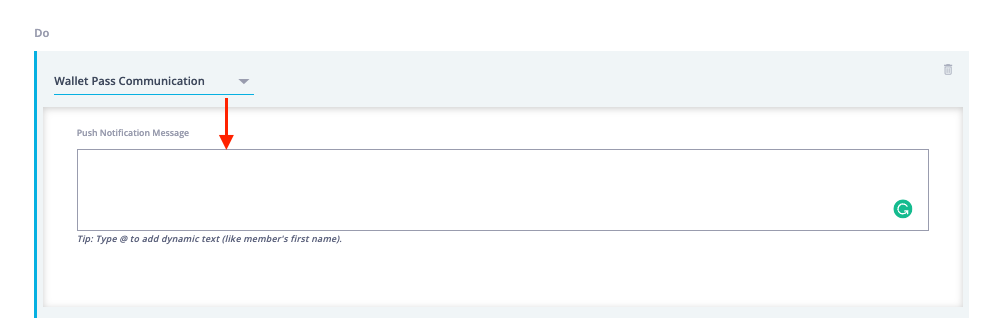 Do
Wallet Pass Communication
Push Notification Message
Tip: Type @ to add dynamic text (like member's first name).